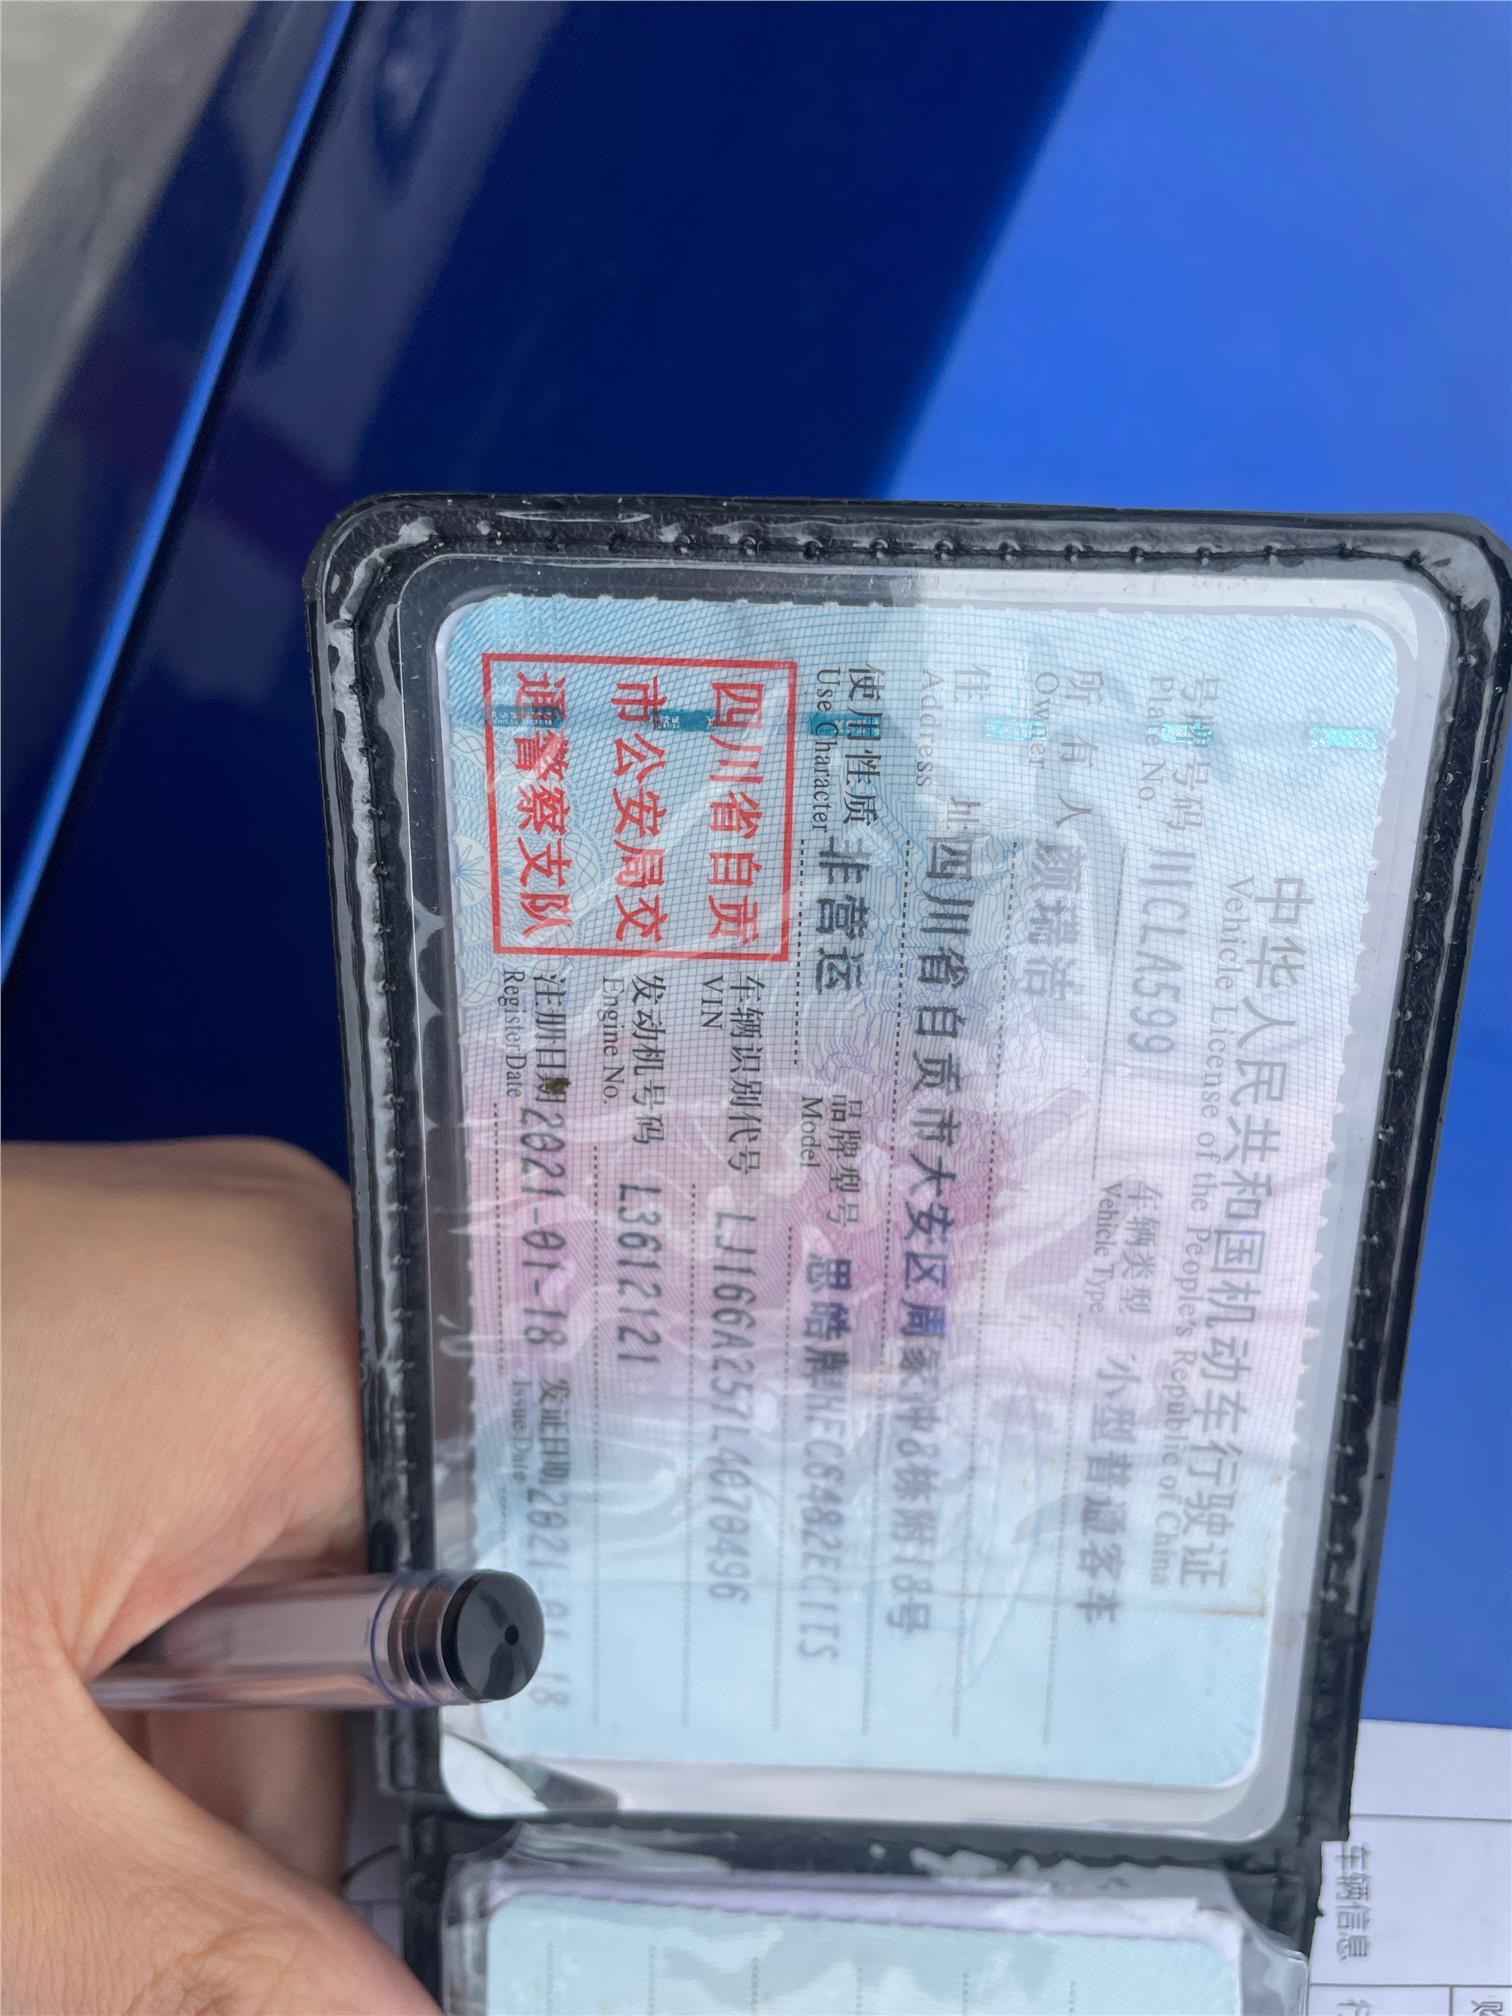 中华人民共和国机动车行驶证
Vehicle License of the People's Republic of China
号牌号码 川CLA599 车辆类型 小型普通客车
Plate No. Vehicle Type
所有人 颜瑞洁
Owner
住址 四川省自贡市大安区周家冲8栋附18号
Address
使用性质 非营运 品牌型号 思皓牌HFC6482EC1TS
Use Character Model
四川省自贡
市公安局交
通警察支队
车辆识别代号 LJ166A257L4070496
VIN
发动机号码 L3612121
Engine No.
注册日期 2021-01-18 发证日期 2021-01-18
Register Date Issue Date
车辆信息